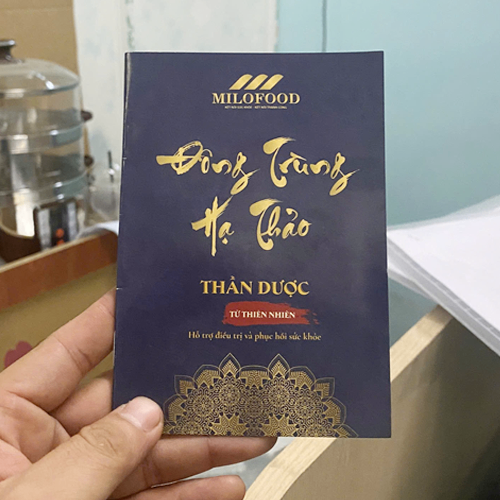 MILOFOOD
Đông Trùng
Hạ Thảo
THẦN DƯỢC
TỪ THIÊN NHIÊN
Hỗ trợ điều trị và phục hồi sức khỏe